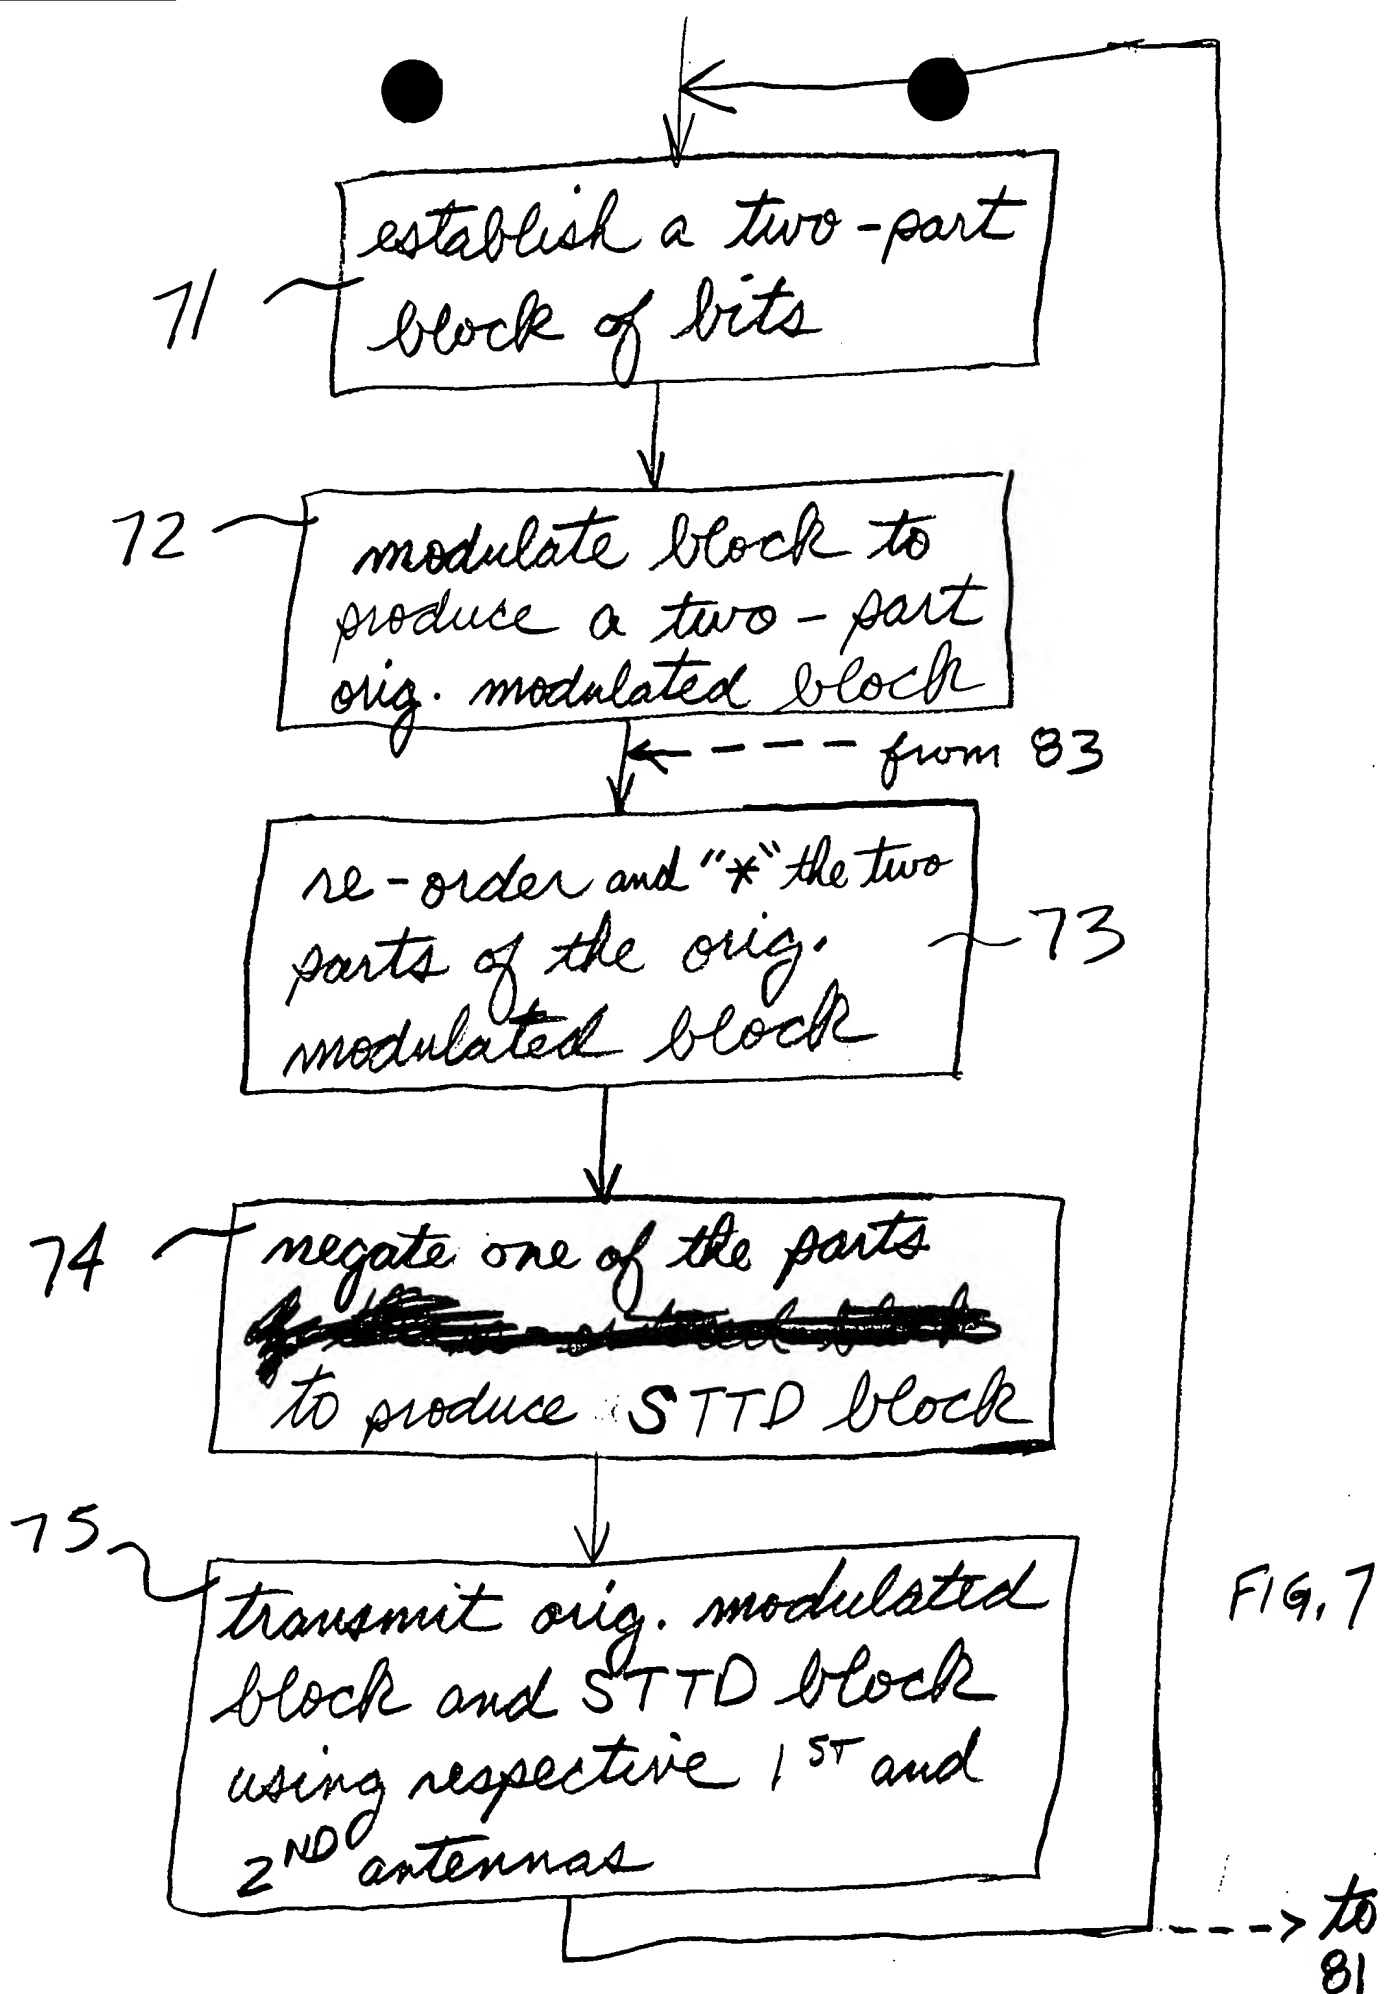 71
establish a two-part
block of bits
72
modulate block to
produce a two-part
orig. modulated block
from 83
re-order and "*" the two
parts of the orig.
modulated block
73
74
negate one of the parts
to produce STTD block
75
transmit orig. modulated
block and STTD block
using respective 1ST and
2ND antennas
FIG. 7
to
81